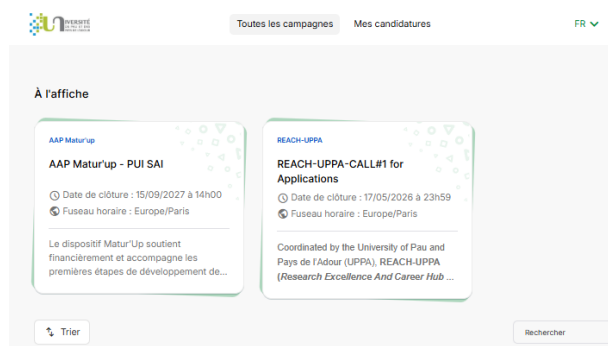 UNIVERSITÉ
Toutes les campagnes
Mes candidatures
FR
À l'affiche
AAP Matur'up
AAP Matur'up - PUI SAI
Date de clôture : 15/09/2027 à 14h00
Fuseau horaire : Europe/Paris
Le dispositif Matur'Up soutient
financièrement et accompagne les
premières étapes de développement de...
REACH-UPPA
REACH-UPPA-CALL#1 for
Applications
Date de clôture : 17/05/2026 à 23h59
Fuseau horaire : Europe/Paris
Coordinated by the University of Pau and
Pays de l'Adour (UPPA), REACH-UPPA
(Research Excellence And Career Hub ...
Trier
Rechercher